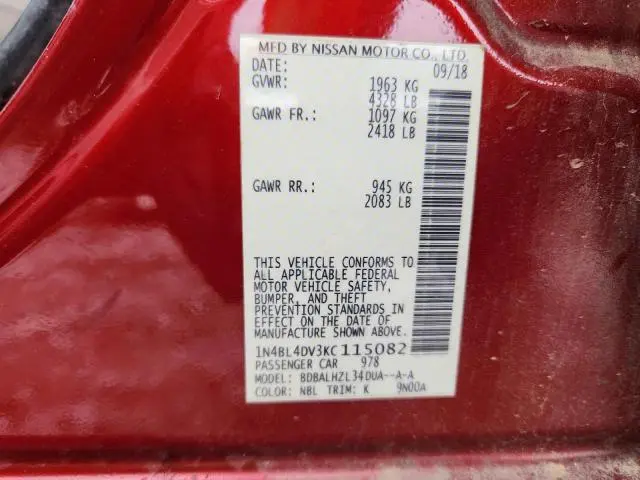 MFD BY NISSAN MOTOR CO., LTD.
DATE: 09/18
GVWR: 1963 KG
4328 LB
GAWR FR.: 1097 KG
2418 LB
GAWR RR.: 945 KG
2083 LB
THIS VEHICLE CONFORMS TO
ALL APPLICABLE FEDERAL
MOTOR VEHICLE SAFETY,
BUMPER, AND THEFT
PREVENTION STANDARDS IN
EFFECT ON THE DATE OF
MANUFACTURE SHOWN ABOVE.
1N4BL4DV3KC115082
PASSENGER CAR 978
MODEL: BDBALHZL34DUA--A-A
COLOR: NBL TRIM: K 9N00A